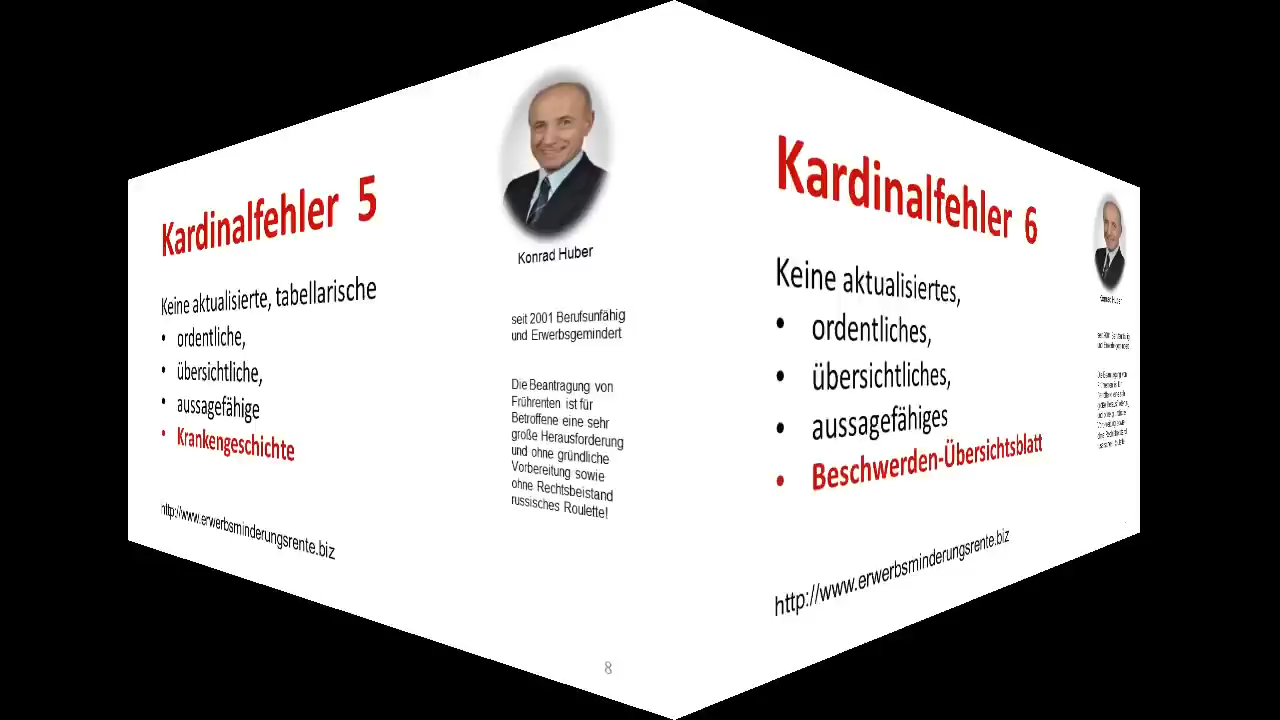 Kardinalfehler 5
Keine aktualisierte, tabellarische
• ordentliche,
• übersichtliche,
• aussagefähige
• Krankengeschichte
http://www.erwerbsminderungsrente.biz
Konrad Huber
seit 2001 Berufsunfähig
und Erwerbsgemindert
Die Beantragung von
Frührenten ist für
Betroffene eine sehr
große Herausforderung
und ohne gründliche
Vorbereitung sowie
ohne Rechtsbeistand
russisches Roulette!
8
Kardinalfehler 6
Keine aktualisiertes,
• ordentliches,
• übersichtliches,
• aussagefähiges
• Beschwerden-Übersichtsblatt
http://www.erwerbsminderungsrente.biz
Konrad Huber